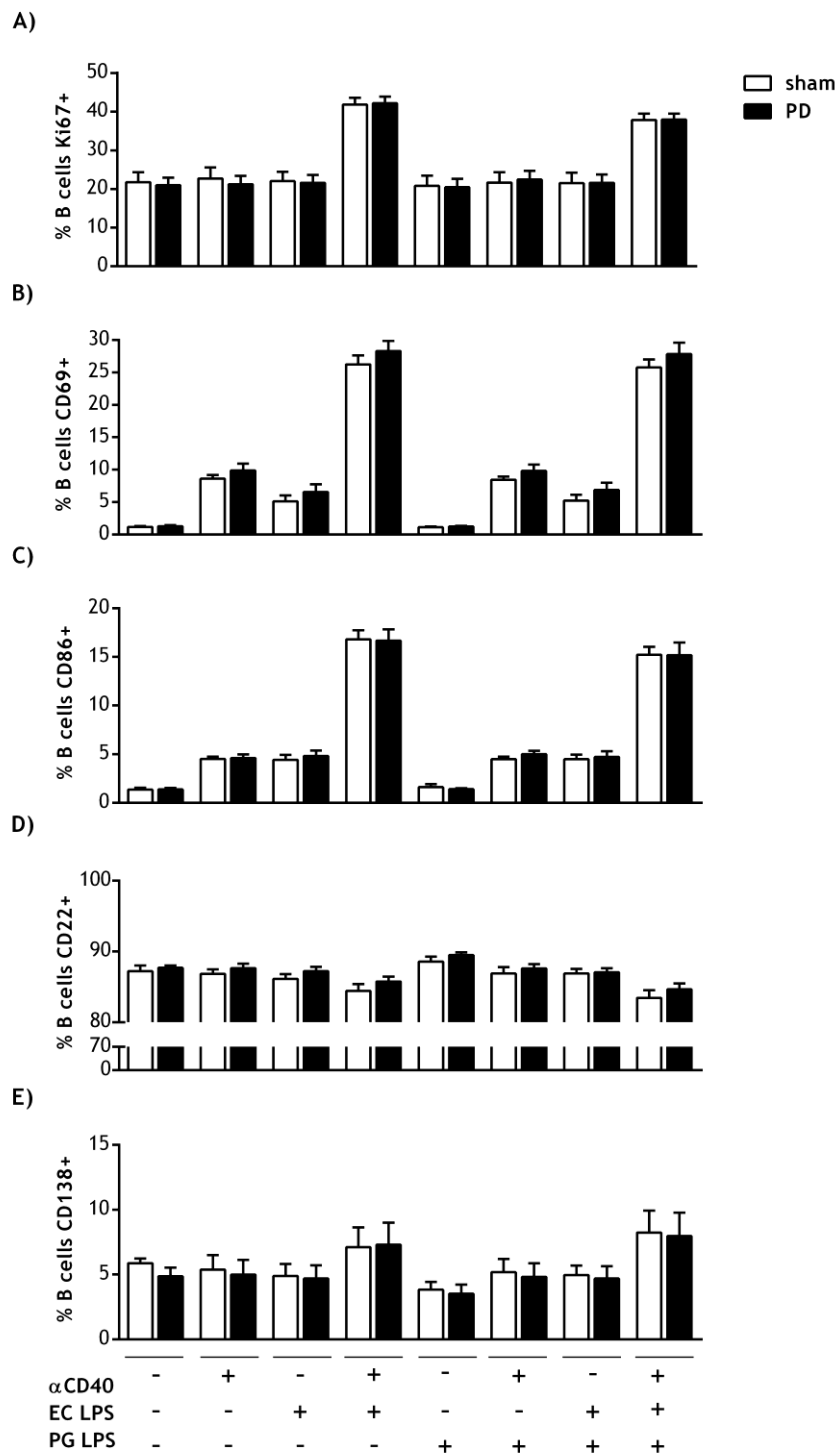 A)
% B cells Ki67+
50
40
30
20
10
0
sham
PD
B)
% B cells CD69+
30
25
20
15
10
5
0
C)
% B cells CD86+
20
15
10
5
0
D)
% B cells CD22+
100
90
80
70
0
E)
% B cells CD138+
15
10
5
0
αCD40 - + - + - + - +
EC LPS - - + + - - + +
PG LPS - - - - + + + +